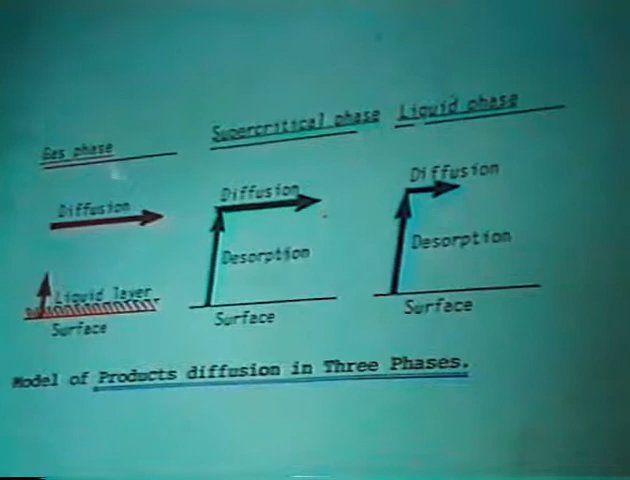 Gas phase
Supercritical phase
Liquid phase
Diffusion
Diffusion
Diffusion
Desorption
Desorption
Liquid layer
Surface
Surface
Surface
Model of Products diffusion in Three Phases.